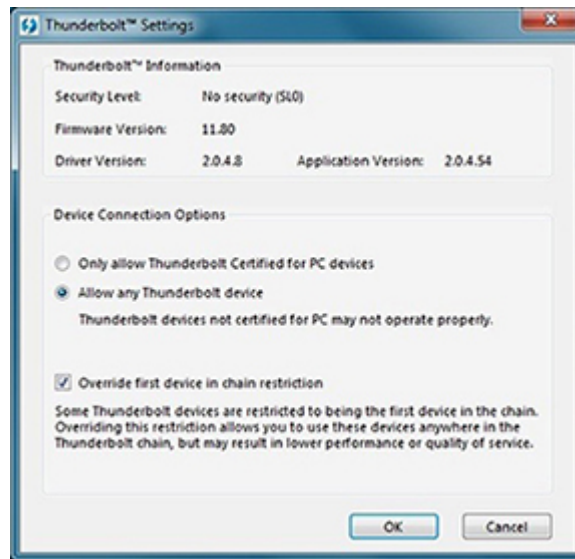 Thunderbolt™ Settings
Thunderbolt™ Information
Security Level: No security (SL0)
Firmware Version: 11.80
Driver Version: 2.0.4.8 Application Version: 2.0.4.54
Device Connection Options
Only allow Thunderbolt Certified for PC devices
Allow any Thunderbolt device
Thunderbolt devices not certified for PC may not operate properly.
Override first device in chain restriction
Some Thunderbolt devices are restricted to being the first device in the chain.
Overriding this restriction allows you to use these devices anywhere in the
Thunderbolt chain, but may result in lower performance or quality of service.
OK Cancel